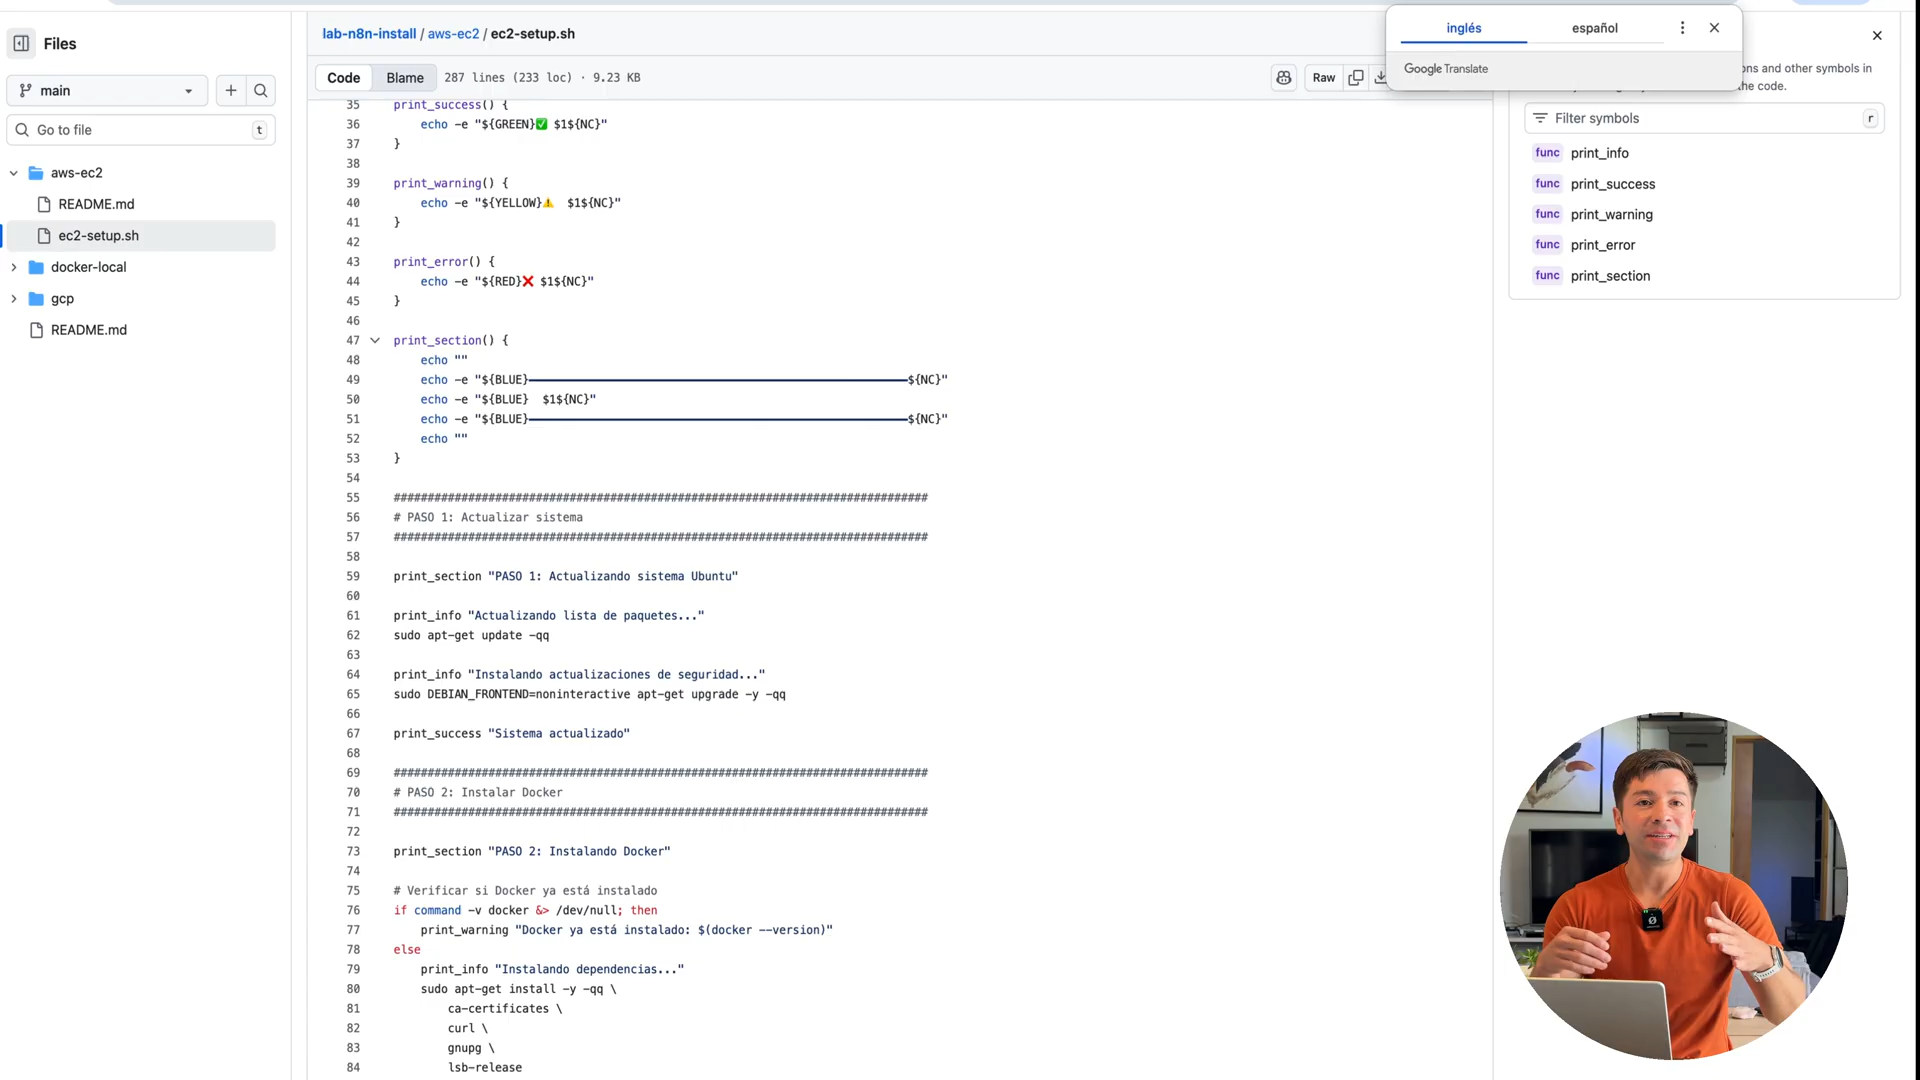 Files
main
Go to file
t
aws-ec2
README.md
ec2-setup.sh
docker-local
gcp
README.md
lab-n8n-install / aws-ec2 / ec2-setup.sh
Code Blame 287 lines (233 loc) · 9.23 KB
Raw
35 print_success() {
36 echo -e "${GREEN}✅ $1${NC}"
37 }
38
39 print_warning() {
40 echo -e "${YELLOW}⚠️  $1${NC}"
41 }
42
43 print_error() {
44 echo -e "${RED}❌ $1${NC}"
45 }
46
47 print_section() {
48 echo ""
49 echo -e "${BLUE}━━━━━━━━━━━━━━━━━━━━━━━━━━━━━━━━━━━━━━━━━━━━━━━━━━━━━━━━${NC}"
50 echo -e "${BLUE}  $1${NC}"
51 echo -e "${BLUE}━━━━━━━━━━━━━━━━━━━━━━━━━━━━━━━━━━━━━━━━━━━━━━━━━━━━━━━━${NC}"
52 echo ""
53 }
54
55 ###############################################################################
56 # PASO 1: Actualizar sistema
57 ###############################################################################
58
59 print_section "PASO 1: Actualizando sistema Ubuntu"
60
61 print_info "Actualizando lista de paquetes..."
62 sudo apt-get update -qq
63
64 print_info "Instalando actualizaciones de seguridad..."
65 sudo DEBIAN_FRONTEND=noninteractive apt-get upgrade -y -qq
66
67 print_success "Sistema actualizado"
68
69 ###############################################################################
70 # PASO 2: Instalar Docker
71 ###############################################################################
72
73 print_section "PASO 2: Instalando Docker"
74
75 # Verificar si Docker ya está instalado
76 if command -v docker &> /dev/null; then
77 print_warning "Docker ya está instalado: $(docker --version)"
78 else
79 print_info "Instalando dependencias..."
80 sudo apt-get install -y -qq \
81 ca-certificates \
82 curl \
83 gnupg \
84 lsb-release
inglés español
Google Translate
ons and other symbols in
the code.
Filter symbols
r
func print_info
func print_success
func print_warning
func print_error
func print_section